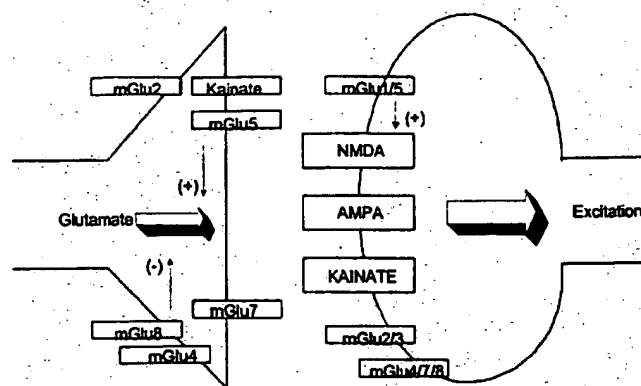 mGlu2
Kainate
mGlu1/5
mGlu5
(+)
NMDA
(+)
Glutamate
AMPA
Excitation
(-)
KAINATE
mGlu7
mGlu8
mGlu2/3
mGlu4
mGlu4/7/8